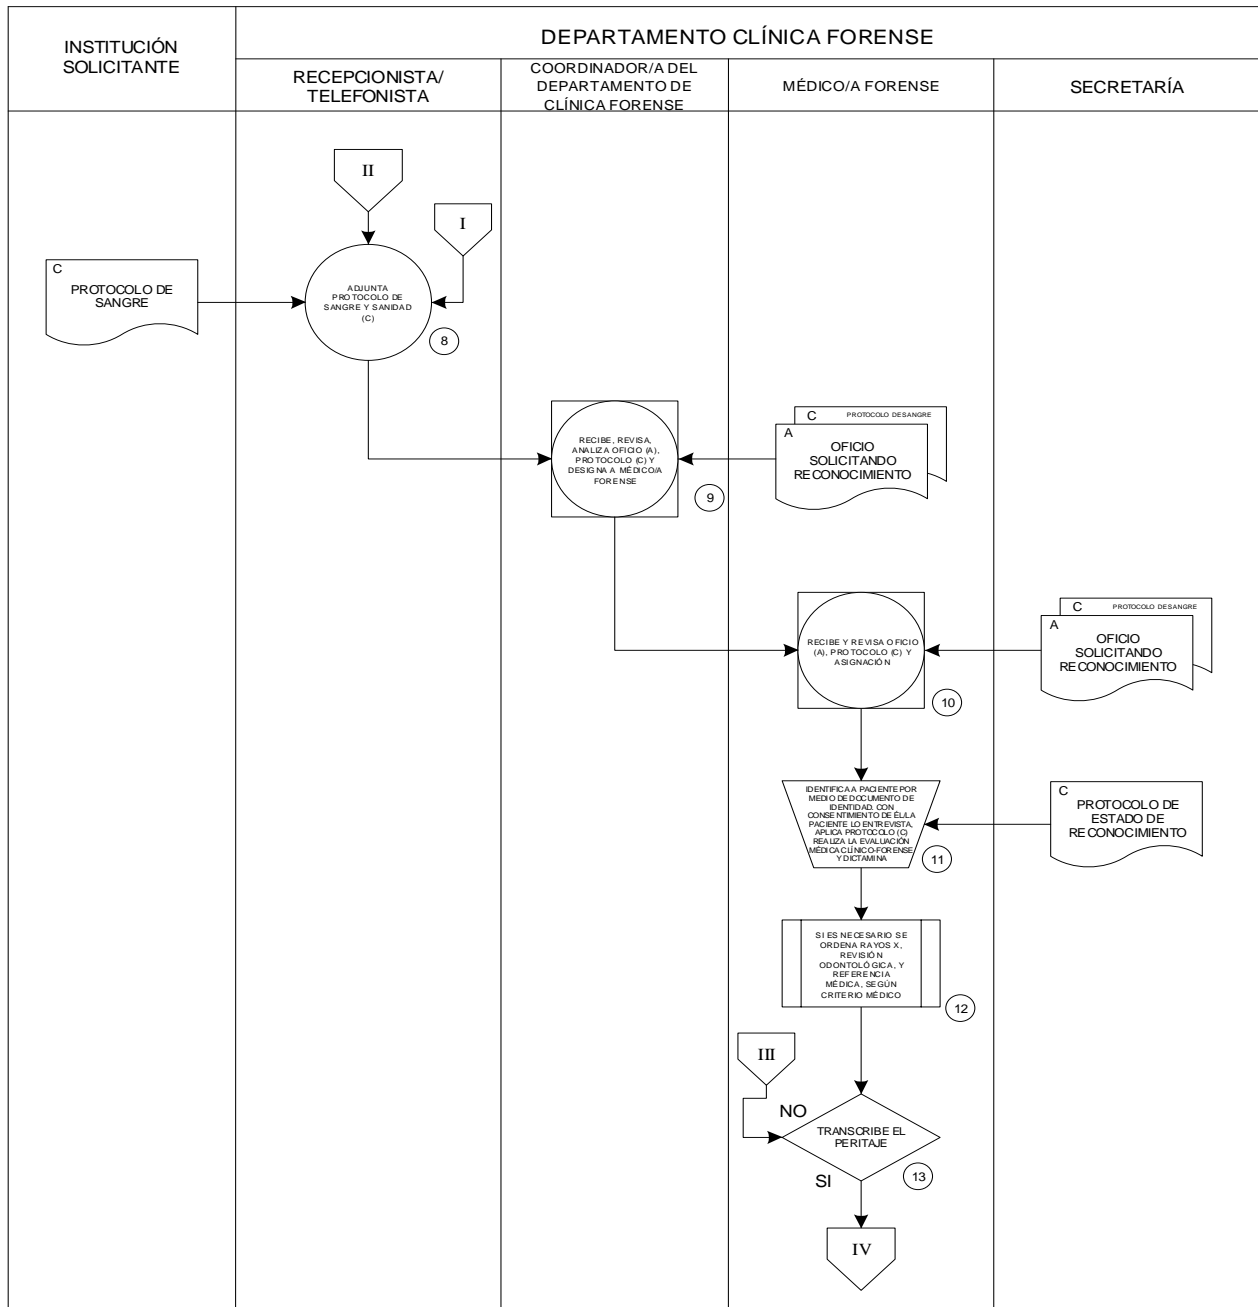 INSTITUCIÓN
SOLICITANTE
DEPARTAMENTO CLÍNICA FORENSE
RECEPCIONISTA/
TELEFONISTA
COORDINADOR/A DEL
DEPARTAMENTO DE
CLÍNICA FORENSE
MÉDICO/A FORENSE
SECRETARÍA
II
I
C
PROTOCOLO DE
SANGRE
ADJUNTA
PROTOCOLO DE
SANGRE Y SANIDAD
(C)
8
RECIBE, REVISA,
ANALIZA OFICIO (A),
PROTOCOLO (C) Y
DESIGNA A MÉDICO/A
FORENSE
9
C
PROTOCOLO DE SANGRE
A
OFICIO
SOLICITANDO
RECONOCIMIENTO
RECIBE Y REVISA OFICIO
(A), PROTOCOLO (C) Y
ASIGNACIÓN
10
C
PROTOCOLO DE SANGRE
A
OFICIO
SOLICITANDO
RECONOCIMIENTO
IDENTIFICA A PACIENTE POR
MEDIO DE DOCUMENTO DE
IDENTIDAD. CON
CONSENTIMIENTO DE ÉL/LA
PACIENTE LO ENTREVISTA,
APLICA PROTOCOLO (C)
REALIZA LA EVALUACIÓN
MÉDICA CLÍNICO-FORENSE
Y DICTAMINA
11
C
PROTOCOLO DE
ESTADO DE
RECONOCIMIENTO
SI ES NECESARIO SE
ORDENA RAYOS X,
REVISIÓN
ODONTOLÓGICA, Y
REFERENCIA
MÉDICA, SEGÚN
CRITERIO MÉDICO
12
III
NO
TRANSCRIBE EL
PERITAJE
13
SI
IV